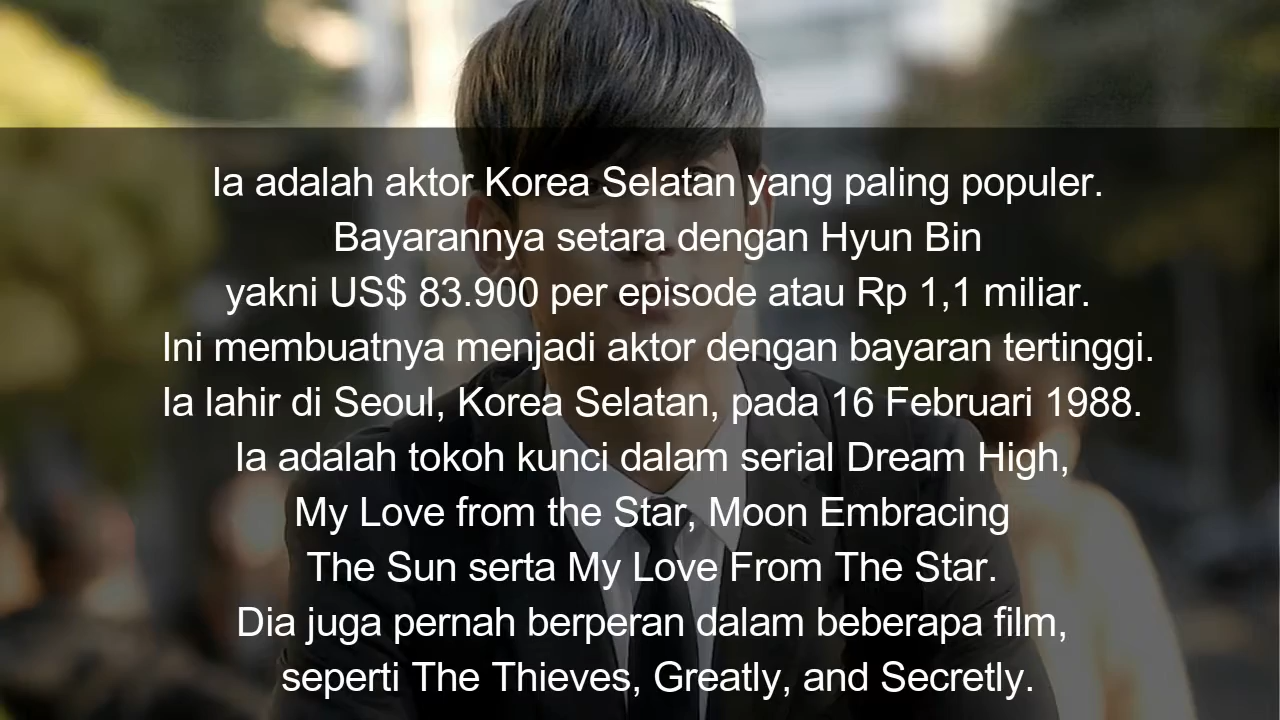 Ia adalah aktor Korea Selatan yang paling populer.
Bayarannya setara dengan Hyun Bin
yakni US$ 83.900 per episode atau Rp 1,1 miliar.
Ini membuatnya menjadi aktor dengan bayaran tertinggi.
Ia lahir di Seoul, Korea Selatan, pada 16 Februari 1988.
Ia adalah tokoh kunci dalam serial Dream High,
My Love from the Star, Moon Embracing
The Sun serta My Love From The Star.
Dia juga pernah berperan dalam beberapa film,
seperti The Thieves, Greatly, and Secretly.